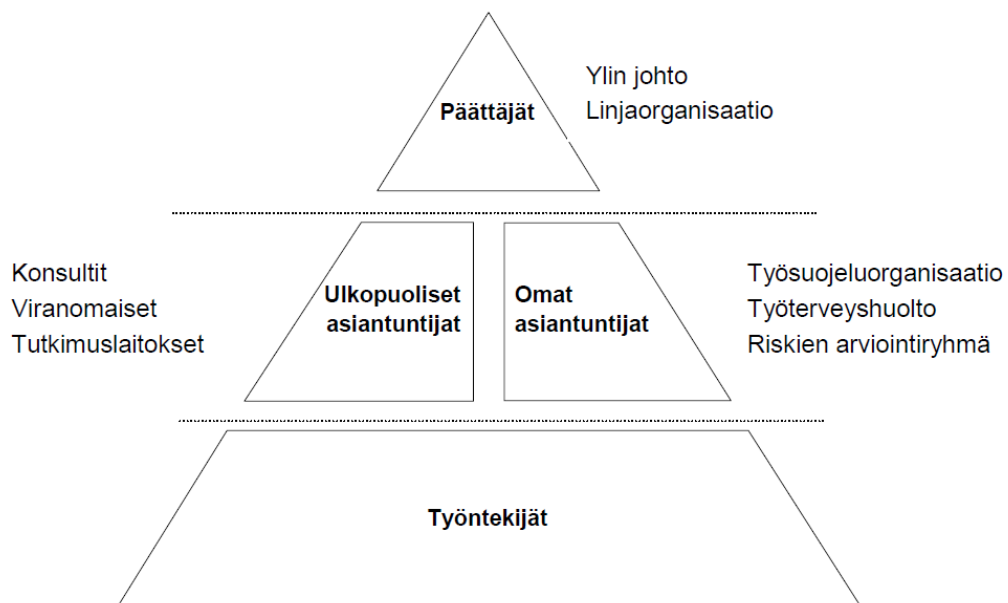 Päättäjät
Ylin johto
Linjaorganisaatio
Konsultit
Viranomaiset
Tutkimuslaitokset
Ulkopuoliset
asiantuntijat
Omat
asiantuntijat
Työsuojeluorganisaatio
Työterveyshuolto
Riskien arviointiryhmä
Työntekijät